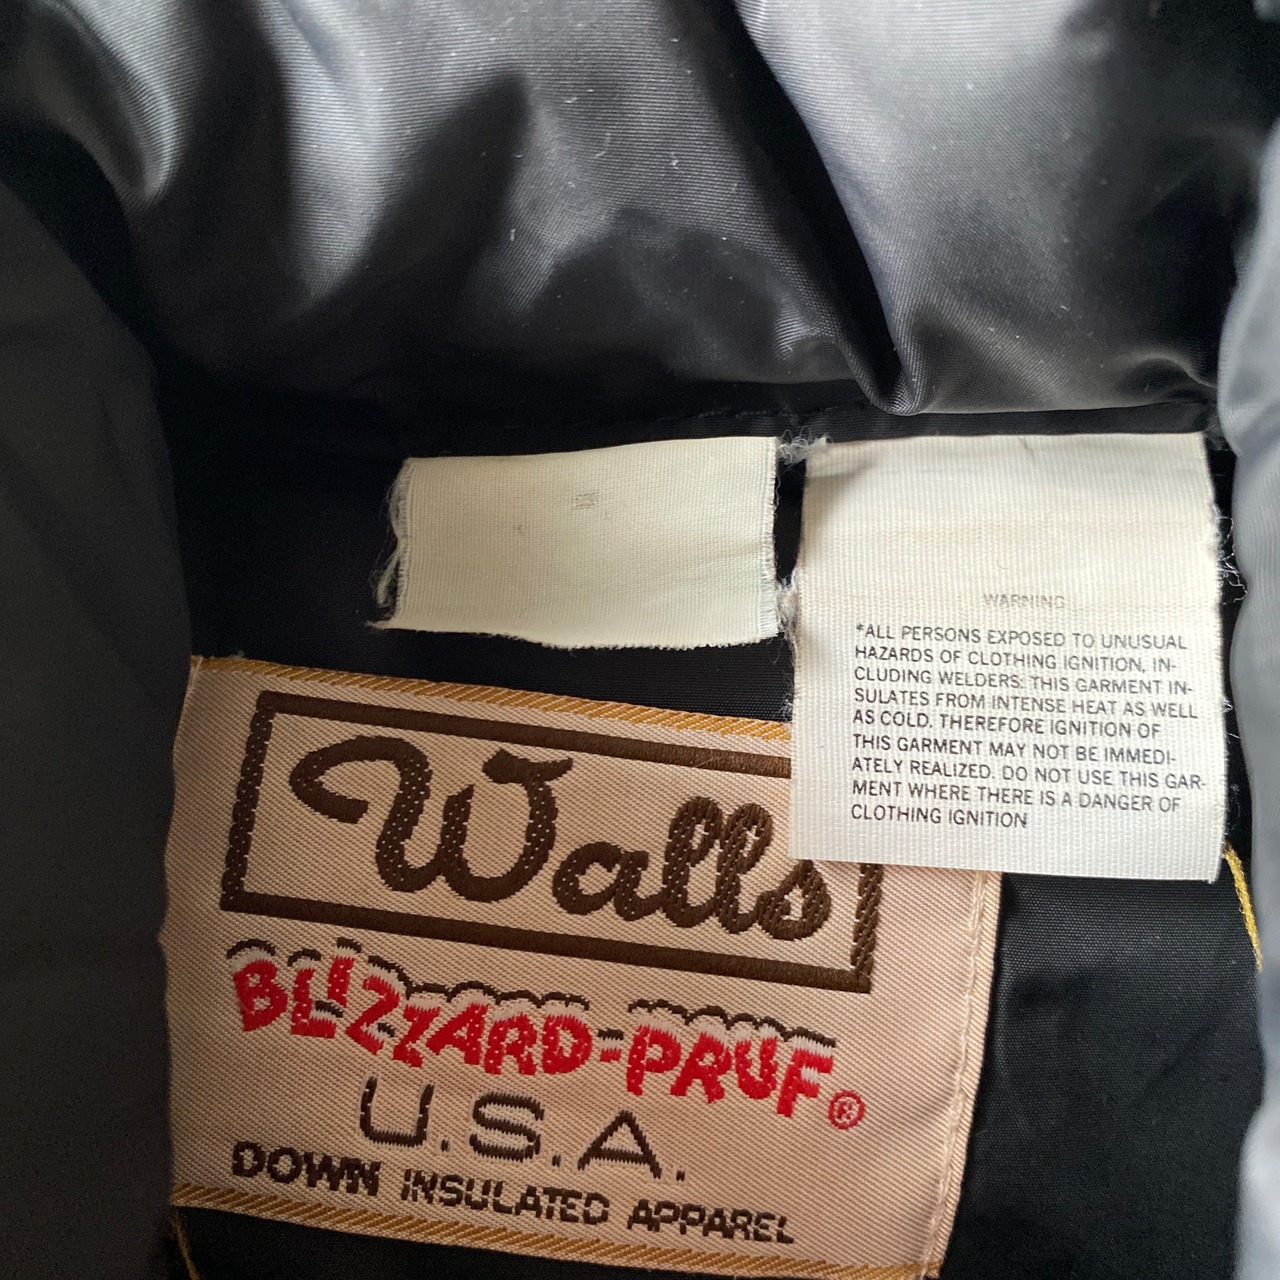 WARNING
*ALL PERSONS EXPOSED TO UNUSUAL
HAZARDS OF CLOTHING IGNITION, IN-
CLUDING WELDERS: THIS GARMENT IN-
SULATES FROM INTENSE HEAT AS WELL
AS COLD. THEREFORE IGNITION OF
THIS GARMENT MAY NOT BE IMMEDI-
ATELY REALIZED. DO NOT USE THIS GAR-
MENT WHERE THERE IS A DANGER OF
CLOTHING IGNITION
Walls
BLIZZARD-PRUF®
U.S.A.
DOWN INSULATED APPAREL